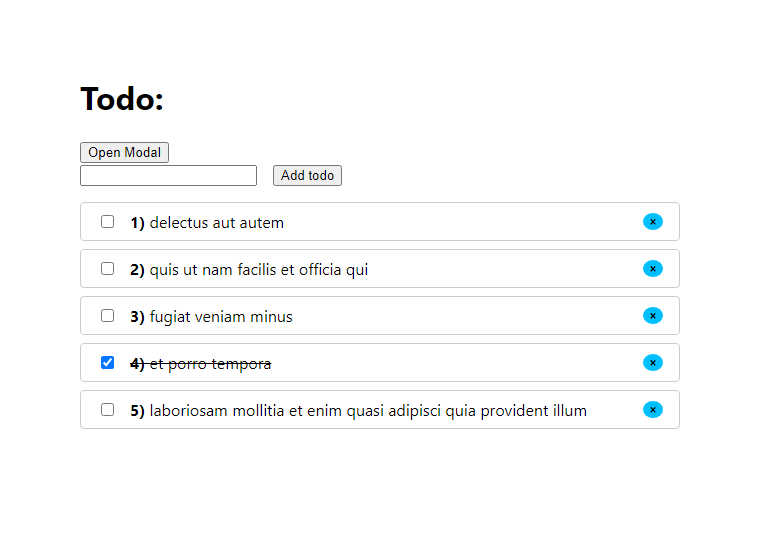 Todo:
Open Modal
Add todo
1) delectus aut autem ×
2) quis ut nam facilis et officia qui ×
3) fugiat veniam minus ×
4) et porro tempora ×
5) laboriosam mollitia et enim quasi adipisci quia provident illum ×